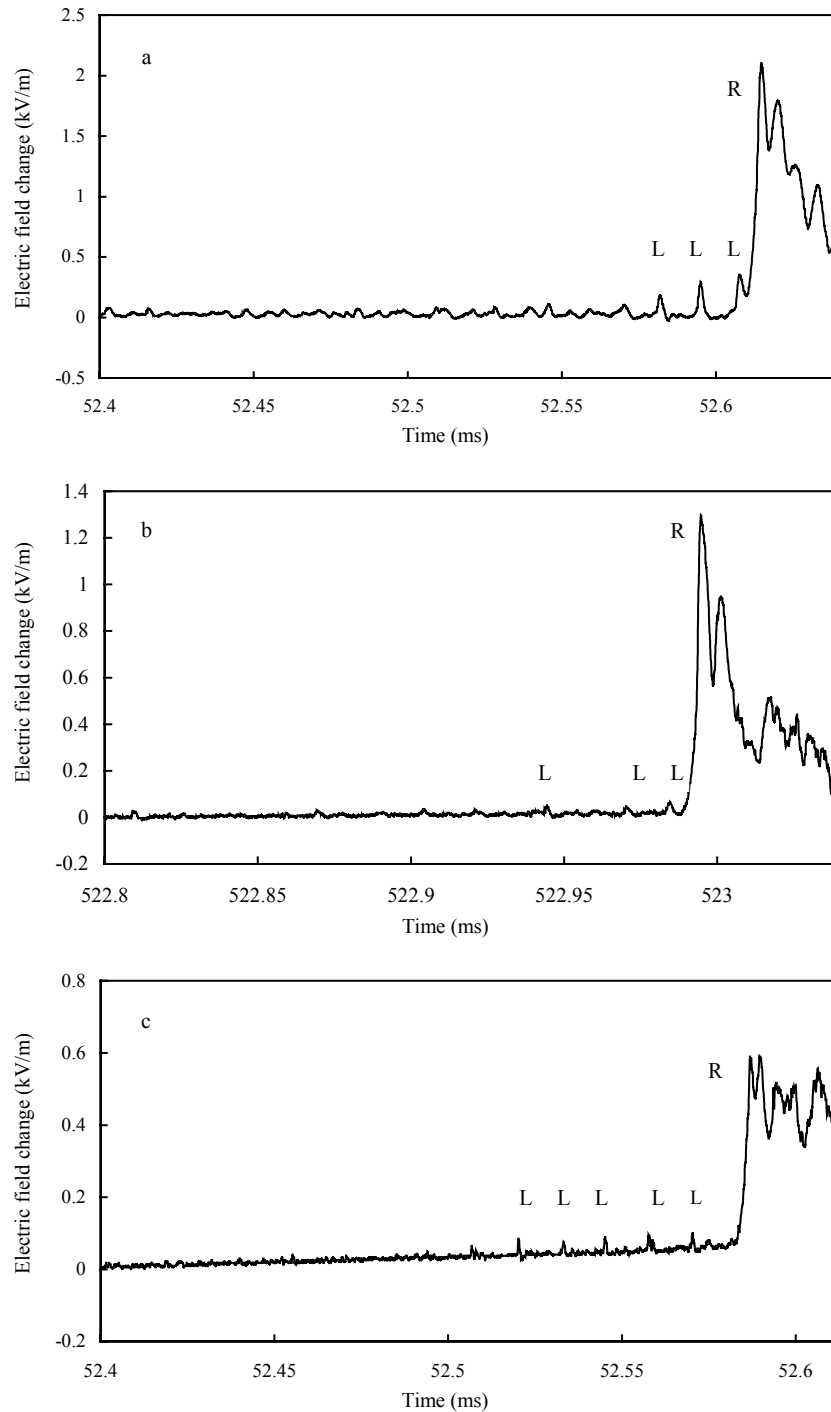 2.5
a
2
R
1.5
1
L L L
0.5
0
-0.5
52.4 52.45 52.5 52.55 52.6
Electric field change (kV/m)
Time (ms)
1.4
b
R
1.2
1
0.8
0.6
0.4
L L L
0.2
0
-0.2
522.8 522.85 522.9 522.95 523
Electric field change (kV/m)
Time (ms)
0.8
c
0.6
R
0.4
L L L L L
0.2
0
-0.2
52.4 52.45 52.5 52.55 52.6
Electric field change (kV/m)
Time (ms)